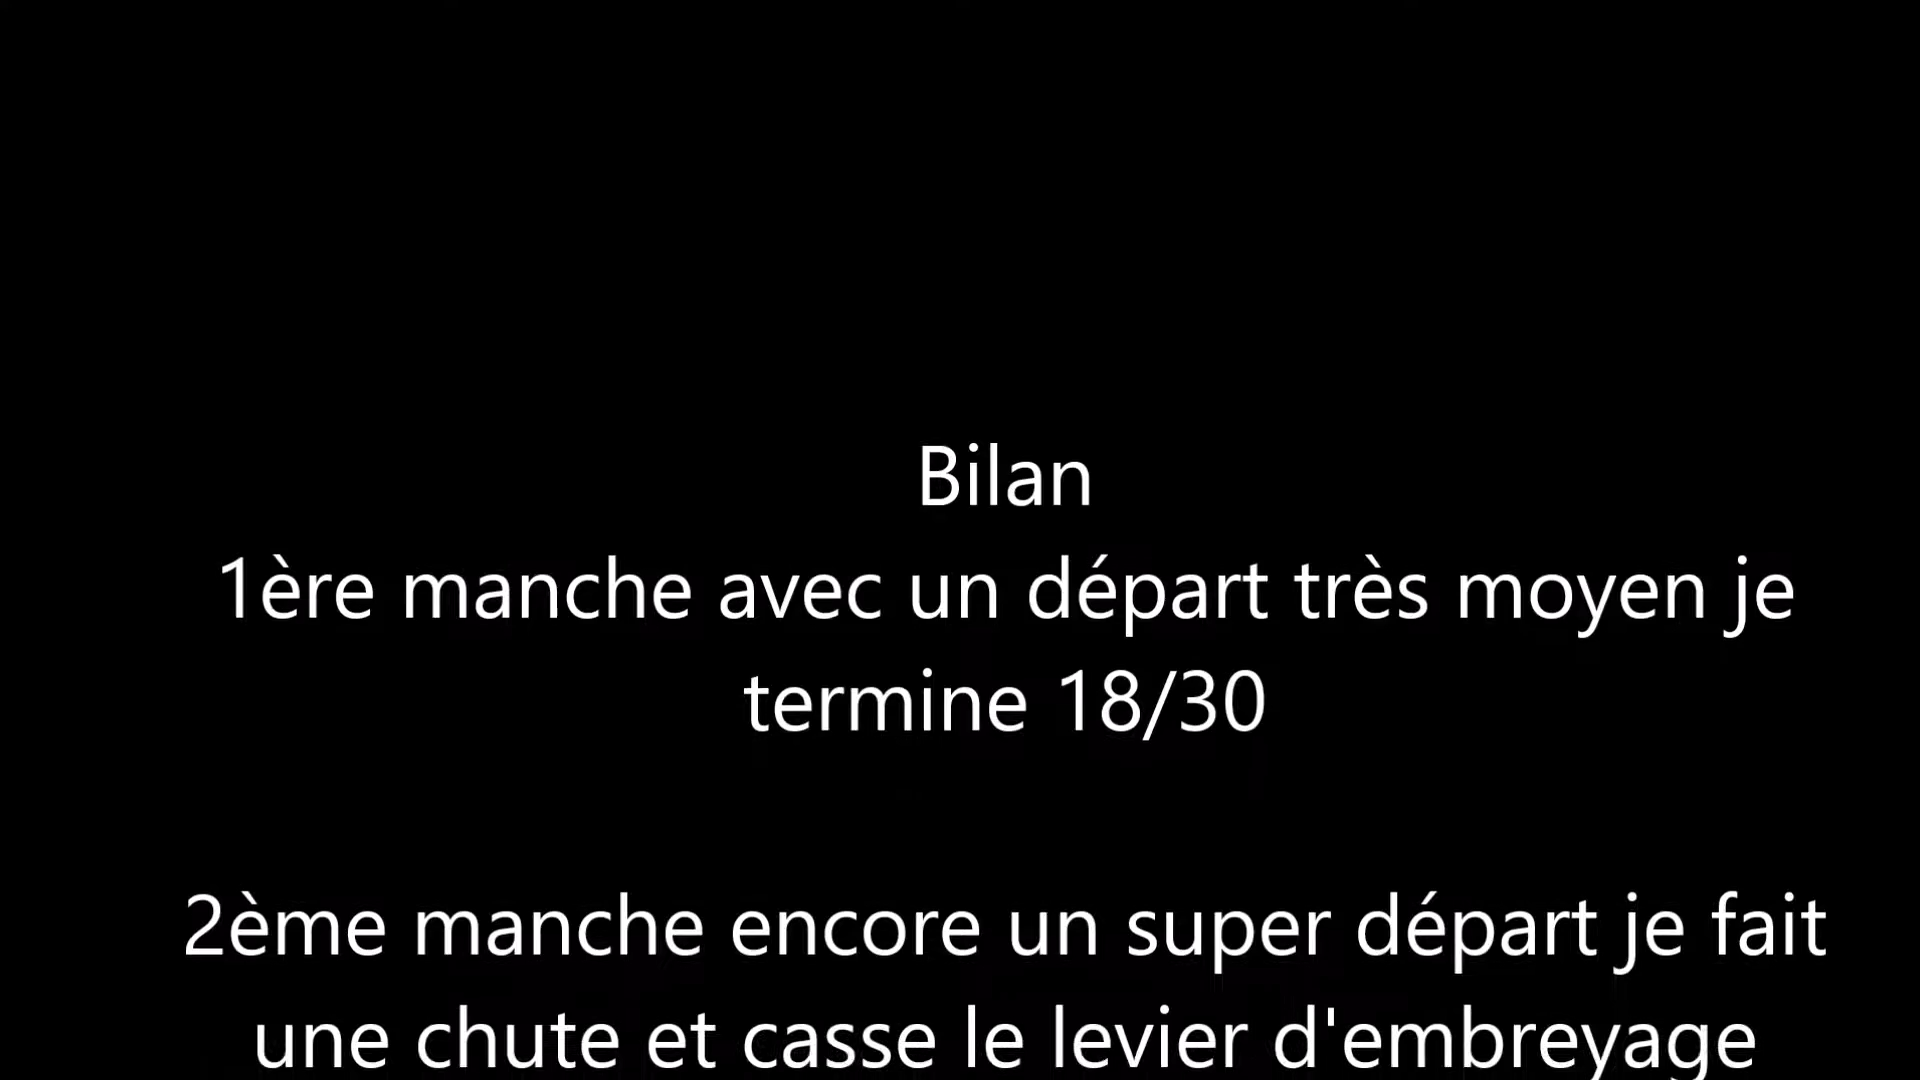 Bilan
1ère manche avec un départ très moyen je
termine 18/30
2ème manche encore un super départ je fait
une chute et casse le levier d'embreyage